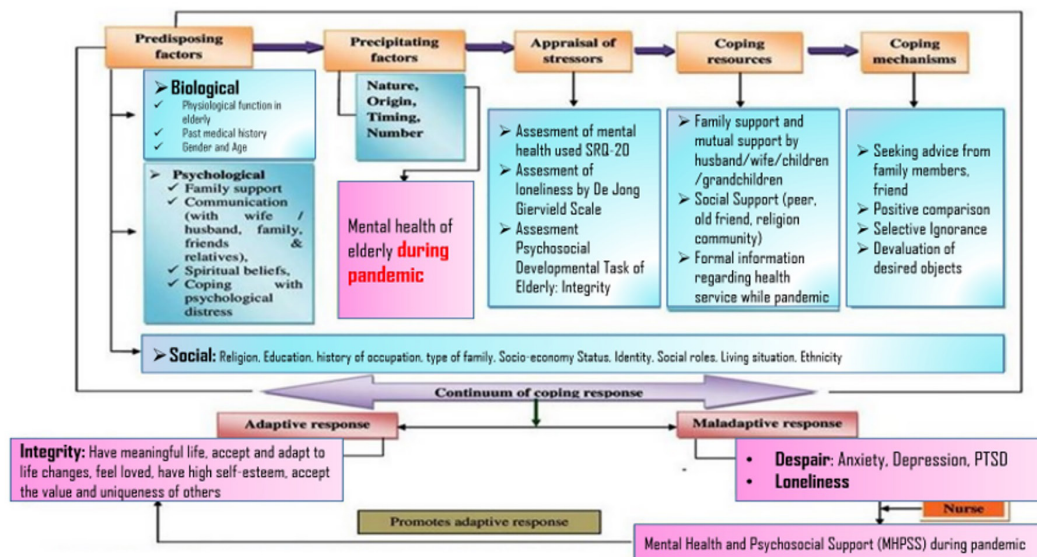 Predisposing
factors
Precipitating
factors
Appraisal of
stressors
Coping
resources
Coping
mechanisms
➤ Biological
✓ Physiological function in
elderly
✓ Past medical history
✓ Gender and Age
➤ Psychological
✓ Family support
✓ Communication
(with wife /
husband, family,
friends &
relatives),
✓ Spiritual beliefs,
✓ Coping with
psychological
distress
Nature,
Origin,
Timing,
Number
Mental health of
elderly during
pandemic
➤ Assesment of mental
health used SRQ-20
➤ Assesment of
loneliness by De Jong
Giervield Scale
➤ Assesment
Psychosocial
Developmental Task of
Elderly: Integrity
➤ Family support and
mutual support by
husband/wife/children
/grandchildren
➤ Social Support (peer,
old friend, religion
community)
➤ Formal information
regarding health
service while pandemic
➤ Seeking advice from
family members,
friend
➤ Positive comparison
➤ Selective Ignorance
➤ Devaluation of
desired objects
➤ Social: Religion, Education, history of occupation, type of family, Socio-economy Status, Identity, Social roles, Living situation, Ethnicity
Continuum of coping response
Adaptive response
Maladaptive response
Integrity: Have meaningful life, accept and adapt to
life changes, feel loved, have high self-esteem, accept
the value and uniqueness of others
• Despair: Anxiety, Depression, PTSD
• Loneliness
Nurse
Promotes adaptive response
Mental Health and Psychosocial Support (MHPSS) during pandemic